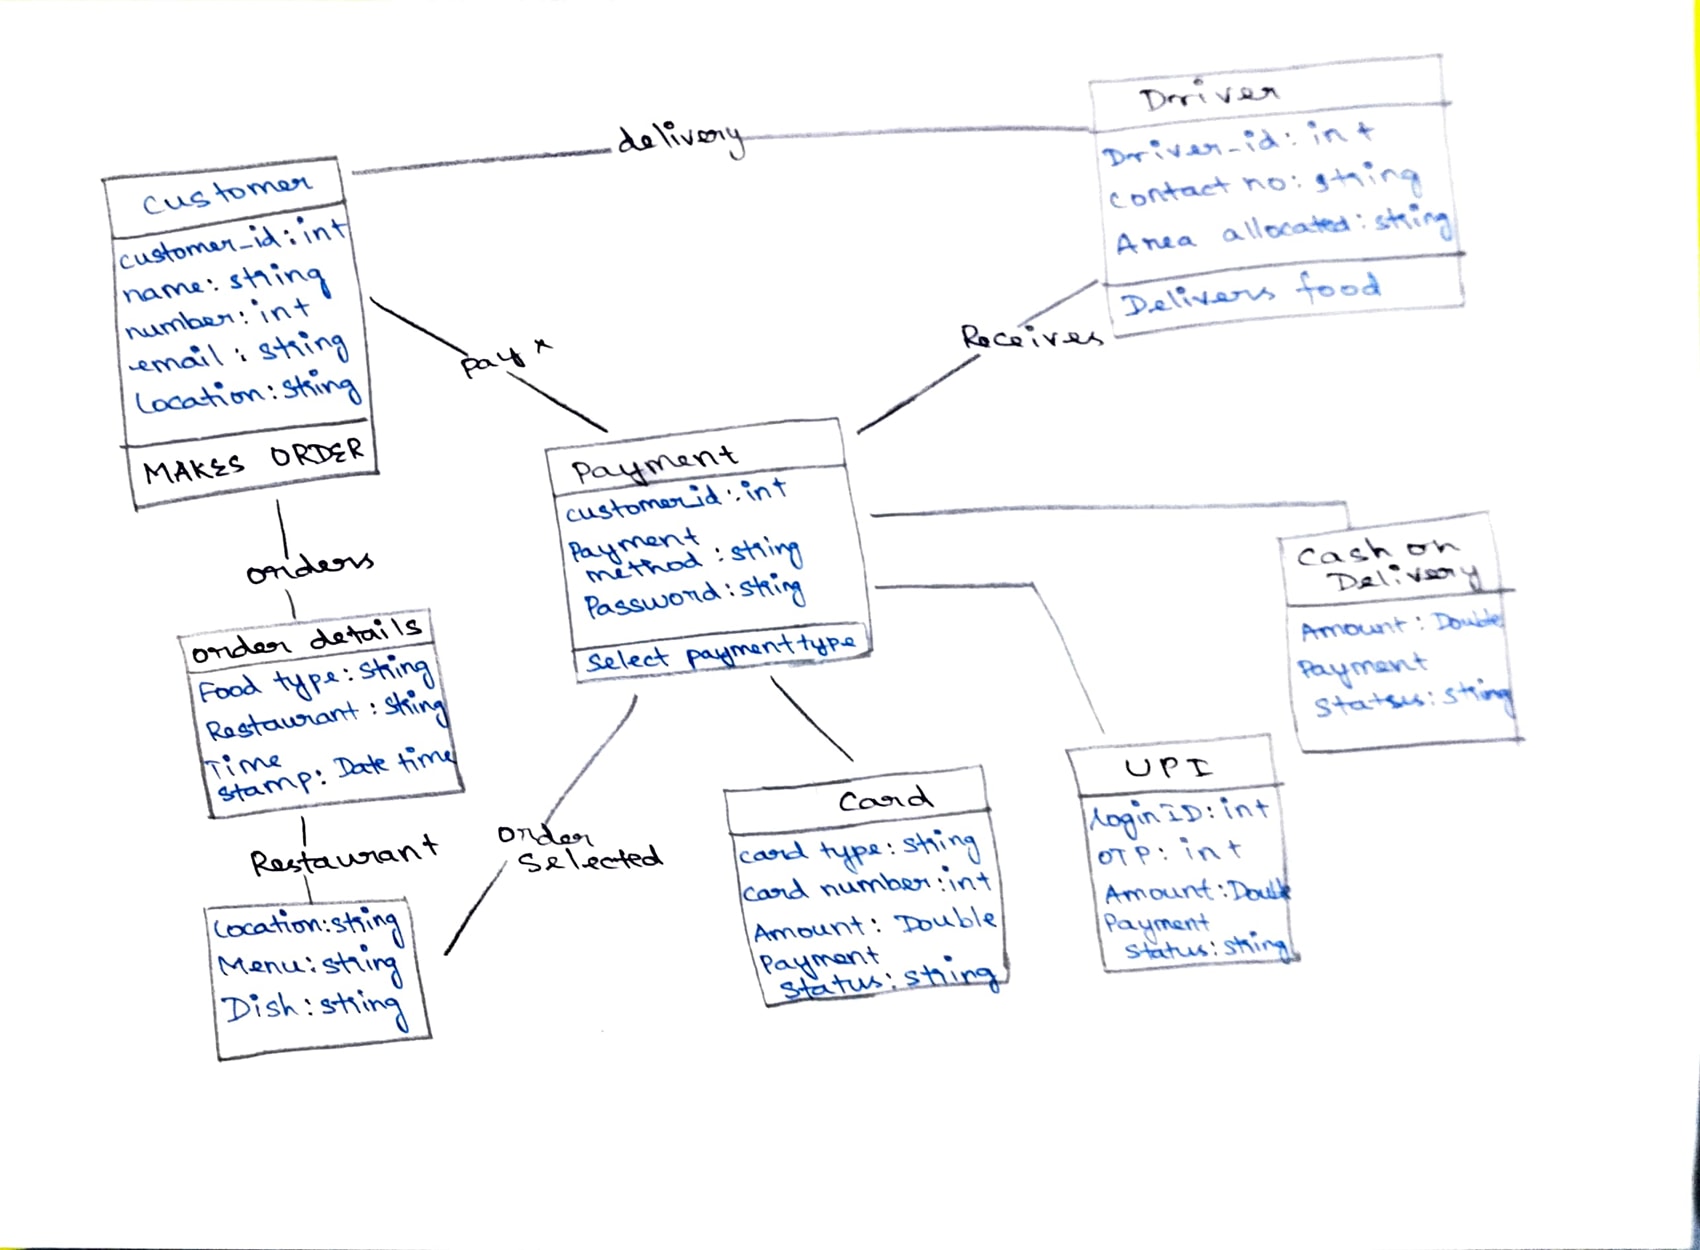 delivery
Driver
Driver_id: int
contact no: string
Area allocated: string
Delivers food
customer
customer_id: int
name: string
number: int
email: string
Location: string
MAKES ORDER
pay *
Receives
Payment
customer_id: int
Payment
method: string
Password: string
Select payment type
Cash on
Delivery
Amount: Double
Payment
Statsus: string
orders
order details
Food type: string
Restaurant: string
Time
stamp: Date time
Restaurant
Location: string
Menu: string
Dish: string
order
selected
Card
card type: string
card number: int
Amount: Double
Payment
Status: string
UPI
login ID: int
OTP: int
Amount: Double
Payment
Status: string